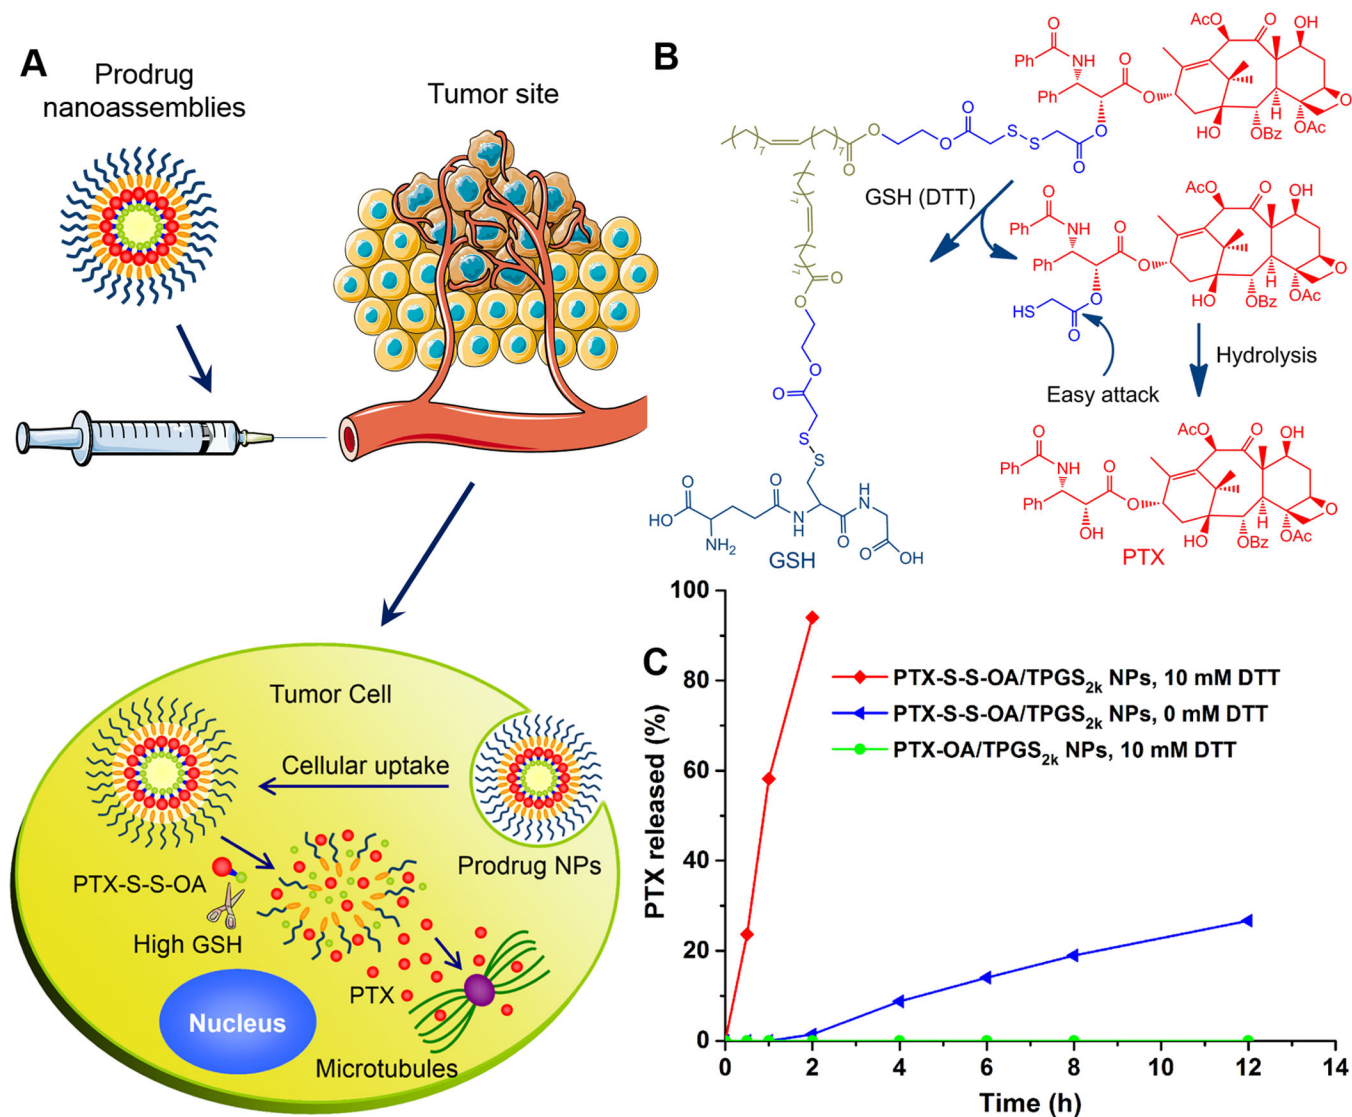 A
Prodrug
nanoassemblies
Tumor site
Tumor Cell
Cellular uptake
Prodrug NPs
PTX-S-S-OA
High GSH
PTX
Nucleus
Microtubules
B
AcO
O
OH
O
Ph
NH
Ph
O
O
O
HO
OBz
H
OAc
O
7
7
O
O
O
O
S
S
O
O
GSH (DTT)
7
7
O
O
O
O
S
S
O
HO
NH2
O
N
H
O
H
N
O
OH
GSH
AcO
O
OH
O
Ph
NH
Ph
O
O
O
HS
O
HO
OBz
H
OAc
O
Easy attack
Hydrolysis
AcO
O
OH
O
Ph
NH
Ph
O
O
OH
HO
OBz
H
OAc
O
PTX
C
PTX-S-S-OA/TPGS2k NPs, 10 mM DTT
PTX-S-S-OA/TPGS2k NPs, 0 mM DTT
PTX-OA/TPGS2k NPs, 10 mM DTT
PTX released (%)
100
80
60
40
20
0
0 2 4 6 8 10 12 14
Time (h)